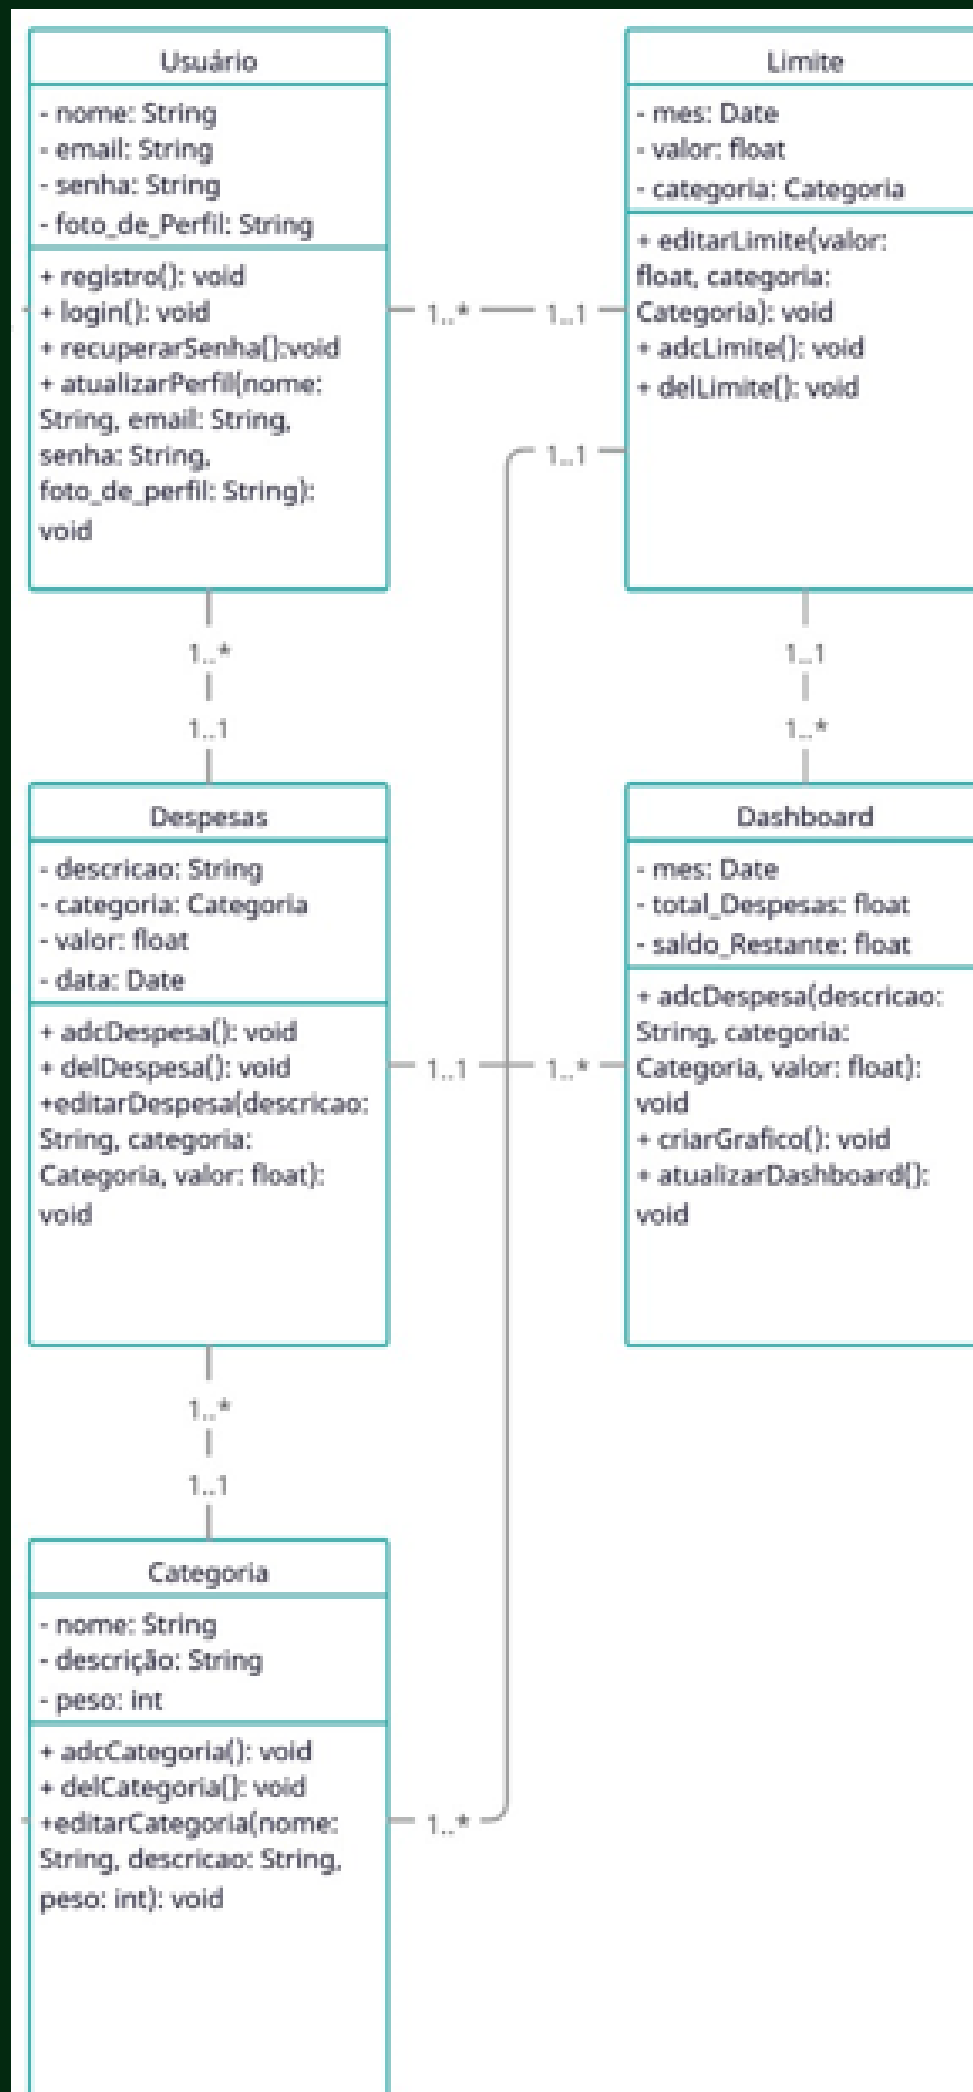 Usuário
- nome: String
- email: String
- senha: String
- foto_de_Perfil: String
+ registro(): void
+ login(): void
+ recuperarSenha():void
+ atualizarPerfil(nome:
String, email: String,
senha: String,
foto_de_perfil: String):
void
1..*
1..1
Limite
- mes: Date
- valor: float
- categoria: Categoria
+ editarLimite(valor:
float, categoria:
Categoria): void
+ adcLimite(): void
+ delLimite(): void
1..1
1..*
1..1
1..1
1..*
Despesas
- descricao: String
- categoria: Categoria
- valor: float
- data: Date
+ adcDespesa(): void
+ delDespesa(): void
+editarDespesa(descricao:
String, categoria:
Categoria, valor: float):
void
1..1
1..*
Dashboard
- mes: Date
- total_Despesas: float
- saldo_Restante: float
+ adcDespesa(descricao:
String, categoria:
Categoria, valor: float):
void
+ criarGrafico(): void
+ atualizarDashboard():
void
1..*
1..1
Categoria
- nome: String
- descrição: String
- peso: int
+ adcCategoria(): void
+ delCategoria(): void
+editarCategoria(nome:
String, descricao: String,
peso: int): void
1..*